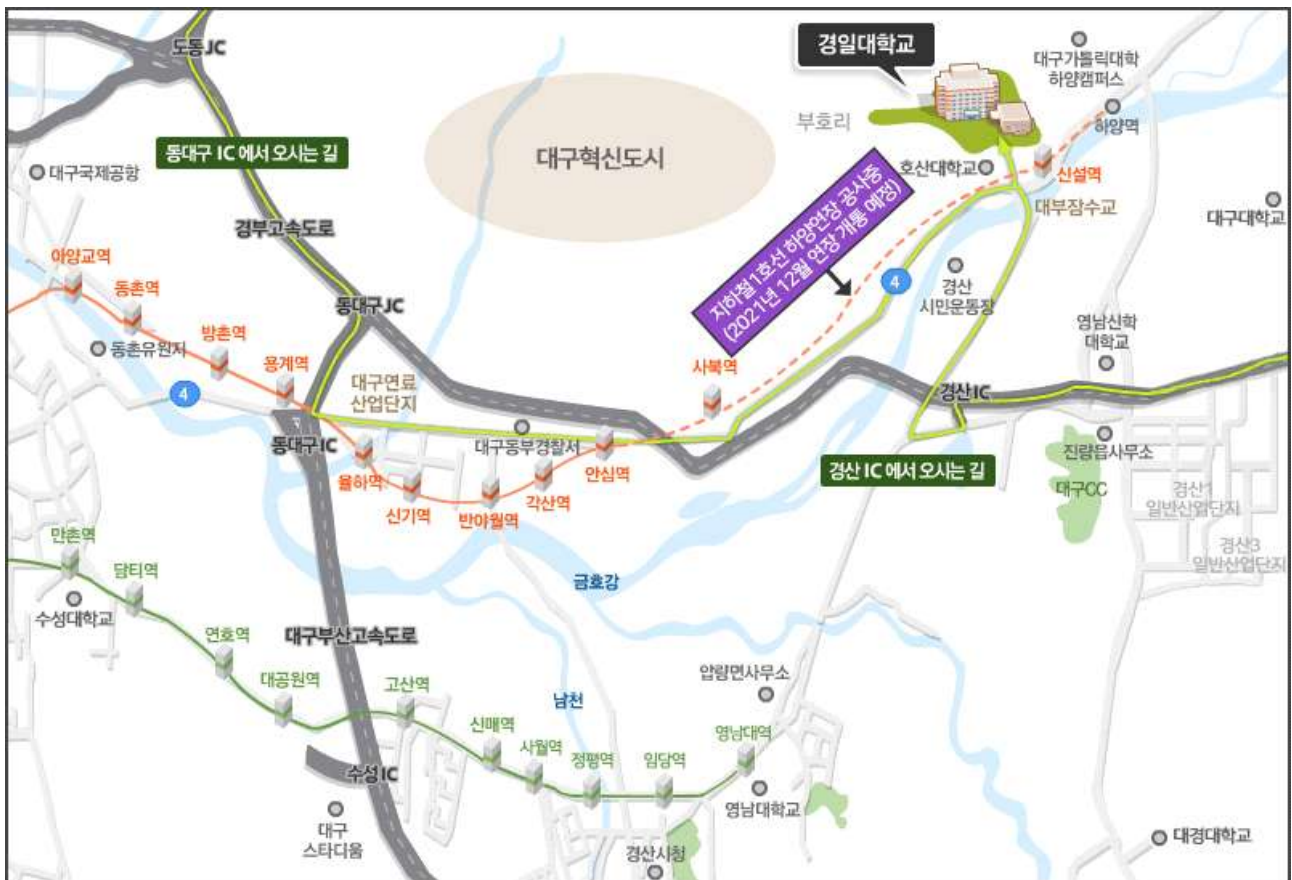 도동JC
경일대학교
대구가톨릭대학
하양캠퍼스
부호리
하양역
동대구 IC 에서 오시는 길
대구혁신도시
대구국제공항
호산대학교
신설역
대구대학교
대부잠수교
경부고속도로
지하철1호선 하양연장 공사중
(2021년 12월 연장 개통 예정)
아양교역
동촌역
4
경산
시민운동장
동대구JC
방촌역
동촌유원지
용계역
영남신학
대학교
사복역
대구연료
산업단지
4
경산IC
동대구IC
대구동부경찰서
안심역
진량읍사무소
율하역
각산역
경산 IC 에서 오시는 길
신기역
반야월역
대구CC
경산1
일반산업단지
경산3
일반산업단지
만촌역
담티역
금호강
수성대학교
연호역
대구부산고속도로
대공원역
고산역
압량면사무소
남천
신매역
사월역
정평역
임당역
영남대역
수성IC
영남대학교
대구
스타디움
경산시청
대경대학교